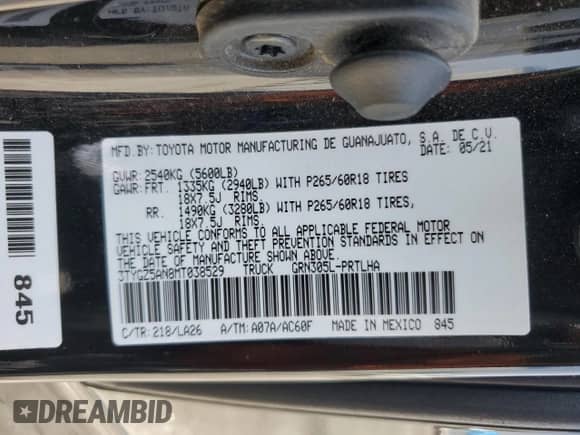 MFD.BY: TOYOTA MOTOR MANUFACTURING DE GUANAJUATO, S.A. DE C.V.
DATE: 05/21
GVWR: 2540KG (5600LB)
GAWR: FRT. 1335KG (2940LB) WITH P265/60R18 TIRES
18X7.5J RIMS
RR. 1490KG (3280LB) WITH P265/60R18 TIRES,
18X7.5J RIMS.
THIS VEHICLE CONFORMS TO ALL APPLICABLE FEDERAL MOTOR
VEHICLE SAFETY AND THEFT PREVENTION STANDARDS IN EFFECT ON
THE DATE OF MANUFACTURE SHOWN ABOVE.
3TYGZ5AN8MT038529 TRUCK GRN305L-PRTLHA
C/TR: 218/LA26 A/TM: A07A/AC60F MADE IN MEXICO 845
845
DREAMBID